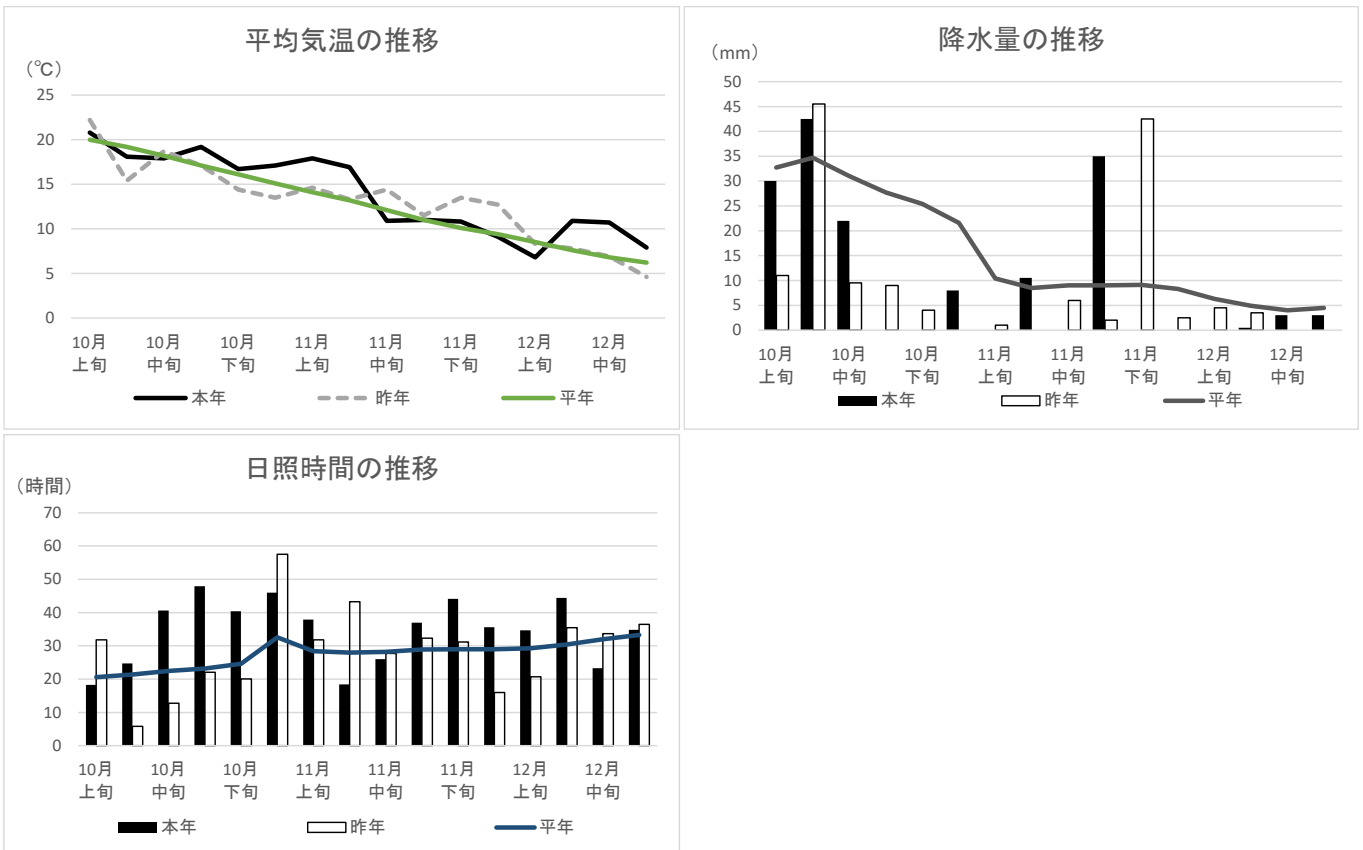 平均気温の推移
（℃）
25
20
15
10
5
0
10月 10月 10月 11月 11月 11月 12月 12月
上旬 中旬 下旬 上旬 中旬 下旬 上旬 中旬
本年 昨年 平年
降水量の推移
（mm）
50
45
40
35
30
25
20
15
10
5
0
10月 10月 10月 11月 11月 11月 12月 12月
上旬 中旬 下旬 上旬 中旬 下旬 上旬 中旬
本年 昨年 平年
日照時間の推移
（時間）
70
60
50
40
30
20
10
0
10月 10月 10月 11月 11月 11月 12月 12月
上旬 中旬 下旬 上旬 中旬 下旬 上旬 中旬
本年 昨年 平年